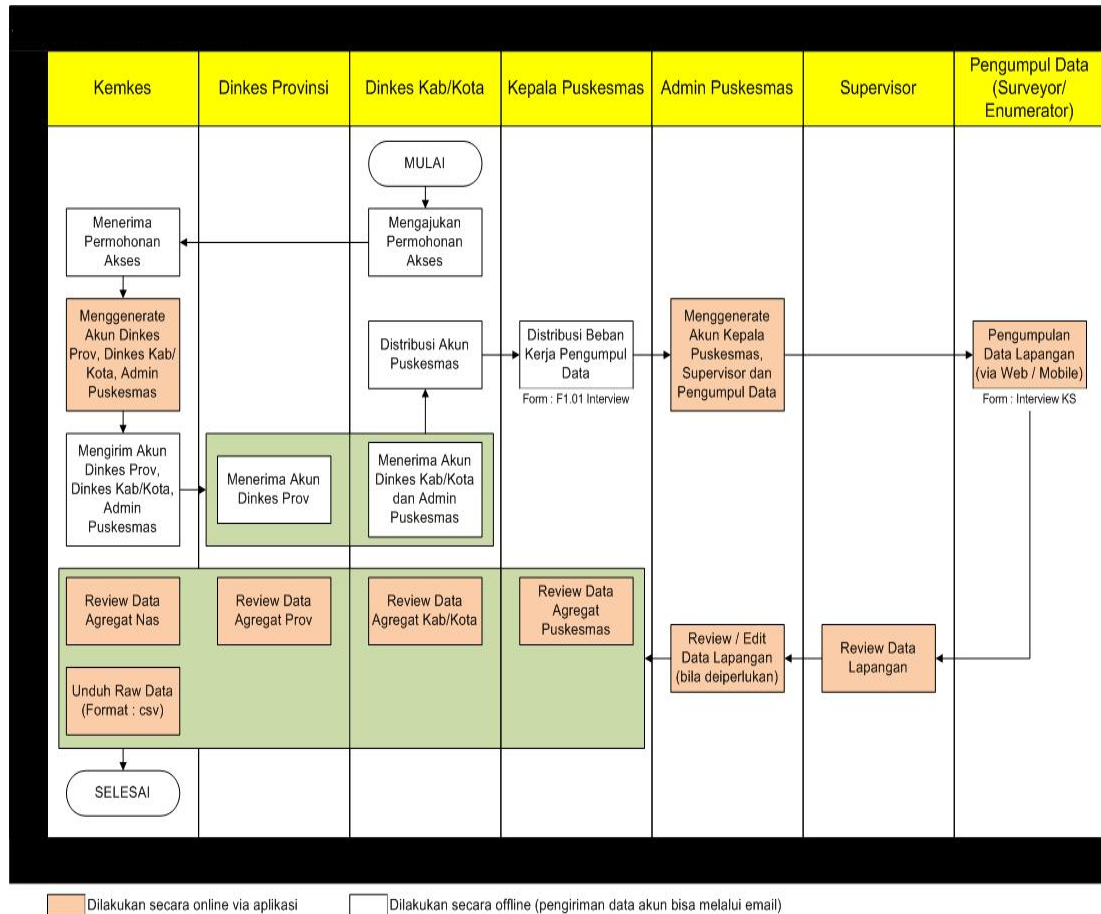 Kemkes
Dinkes Provinsi
Dinkes Kab/Kota
Kepala Puskesmas
Admin Puskesmas
Supervisor
Pengumpul Data
(Surveyor/
Enumerator)
MULAI
Menerima
Permohonan
Akses
Mengajukan
Permohonan
Akses
Menggenerate
Akun Dinkes
Prov, Dinkes Kab/
Kota, Admin
Puskesmas
Distribusi Akun
Puskesmas
Distribusi Beban
Kerja Pengumpul
Data
Form : F1.01 Interview
Menggenerate
Akun Kepala
Puskesmas,
Supervisor dan
Pengumpul Data
Pengumpulan
Data Lapangan
(via Web / Mobile)
Form : Interview KS
Mengirim Akun
Dinkes Prov,
Dinkes Kab/Kota,
Admin
Puskesmas
Menerima Akun
Dinkes Prov
Menerima Akun
Dinkes Kab/Kota
dan Admin
Puskesmas
Review Data
Agregat Nas
Review Data
Agregat Prov
Review Data
Agregat Kab/Kota
Review Data
Agregat
Puskesmas
Review / Edit
Data Lapangan
(bila deiperlukan)
Review Data
Lapangan
Unduh Raw Data
(Format : csv)
SELESAI
Dilakukan secara online via aplikasi
Dilakukan secara offline (pengiriman data akun bisa melalui email)